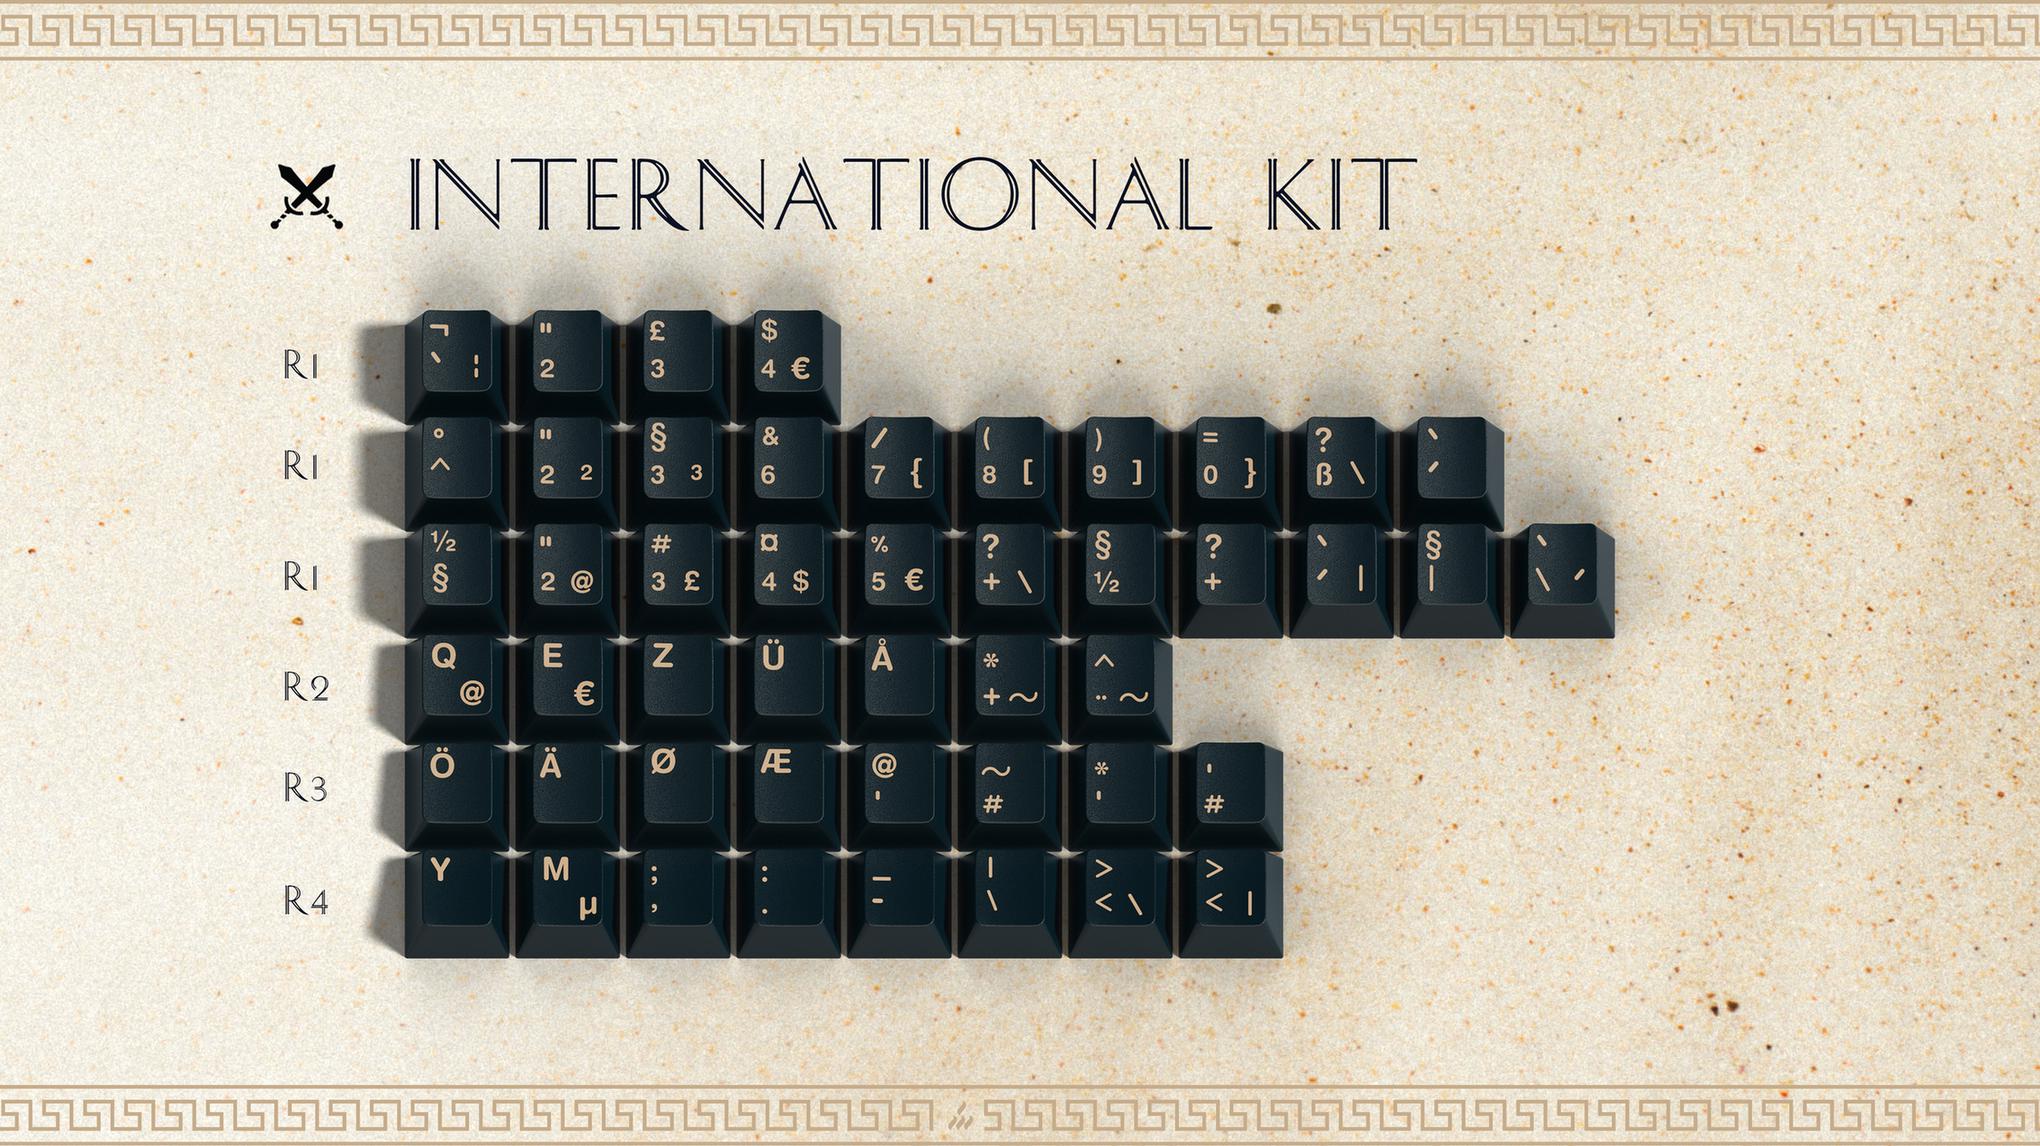 INTERNATIONAL KIT
R1 ¬ ` ¦ " 2 £ 3 $ 4 €
R1 ° ^ " 2 ² § 3 ³ & 6 / 7 { ( 8 [ ) 9 ] = 0 } ? ß \ ` ´
R1 ½ § " 2 @ # 3 £ ¤ 4 $ % 5 € ? + \ § ½ ? + ` ´ | § | ` \ ´
R2 Q @ E € Z Ü Å * + ~ ^ ¨ ~
R3 Ö Ä Ø Æ @ ' ~ # * ' ' #
R4 Y M µ ; , : . _ - | \ > < \ > < |